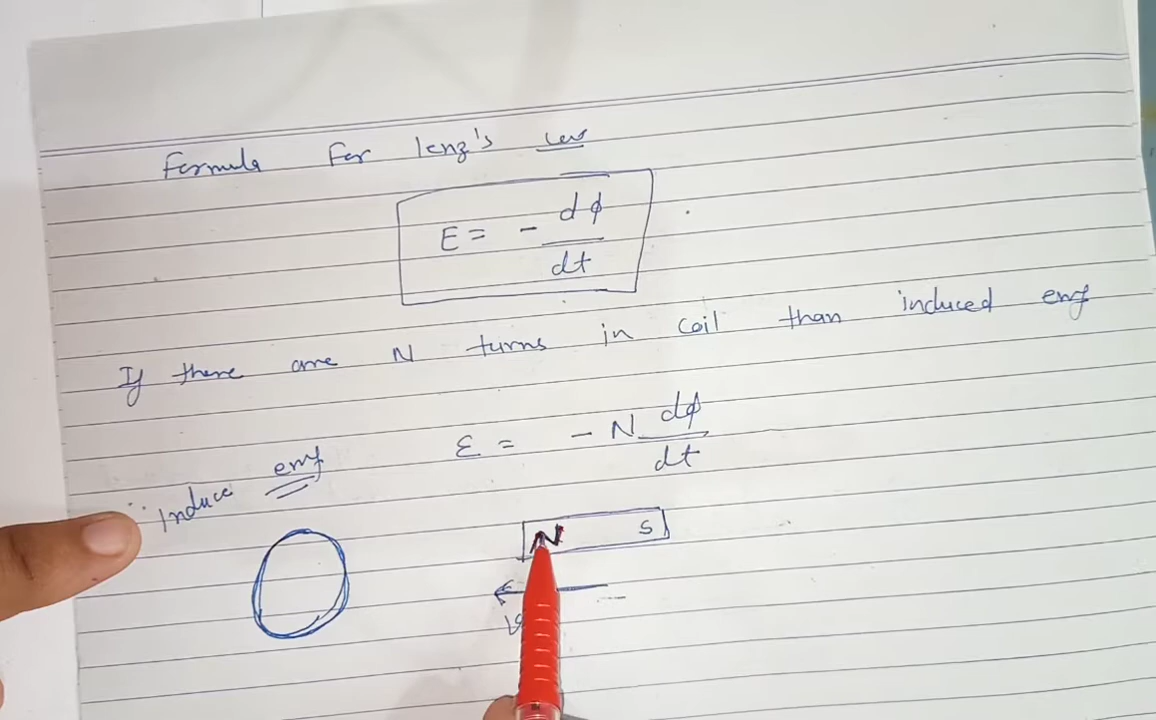 Formula For lenz's law
E = - dφ/dt
If there are N turns in coil than induced emf
ε = - N dφ/dt
induce emf
N S
v